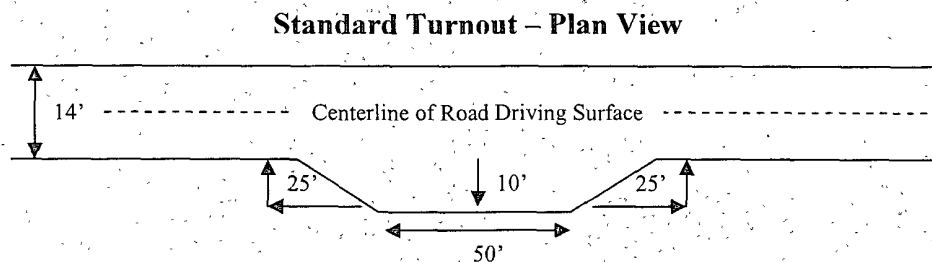 Standard Turnout – Plan View
14'
Centerline of Road Driving Surface
25'
10'
25'
50'